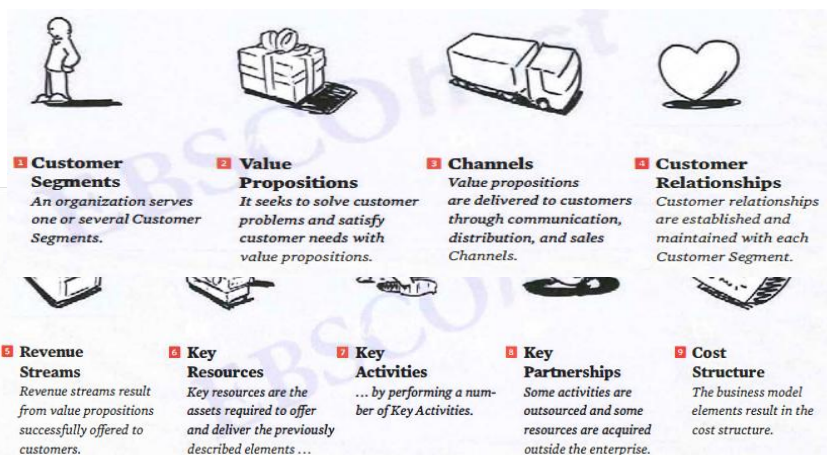 EBSCOhost
1 Customer
Segments
An organization serves
one or several Customer
Segments.
2 Value
Propositions
It seeks to solve customer
problems and satisfy
customer needs with
value propositions.
3 Channels
Value propositions
are delivered to customers
through communication,
distribution, and sales
Channels.
4 Customer
Relationships
Customer relationships
are established and
maintained with each
Customer Segment.
EBSCOho
5 Revenue
Streams
Revenue streams result
from value propositions
successfully offered to
customers.
6 Key
Resources
Key resources are the
assets required to offer
and deliver the previously
described elements ...
7 Key
Activities
... by performing a num-
ber of Key Activities.
8 Key
Partnerships
Some activities are
outsourced and some
resources are acquired
outside the enterprise.
9 Cost
Structure
The business model
elements result in the
cost structure.